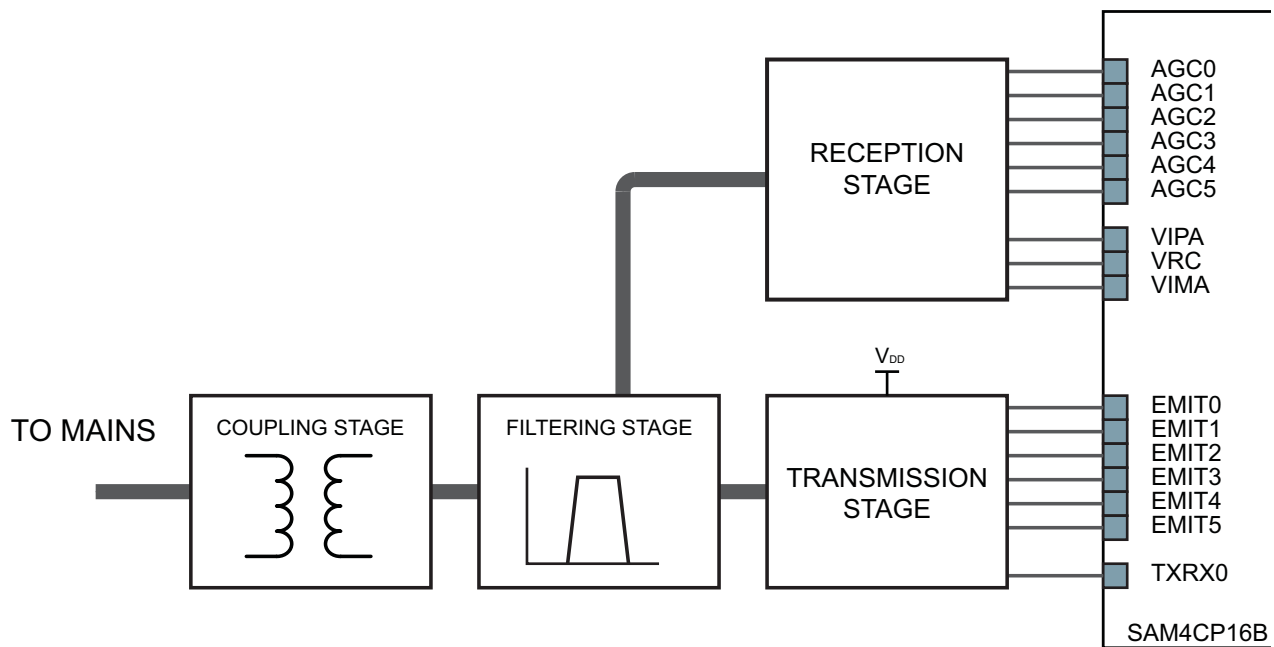 AGC0
AGC1
AGC2
AGC3
AGC4
AGC5
RECEPTION
STAGE
VIPA
VRC
VIMA
VDD
TO MAINS
COUPLING STAGE
FILTERING STAGE
TRANSMISSION
STAGE
EMIT0
EMIT1
EMIT2
EMIT3
EMIT4
EMIT5
TXRX0
SAM4CP16B